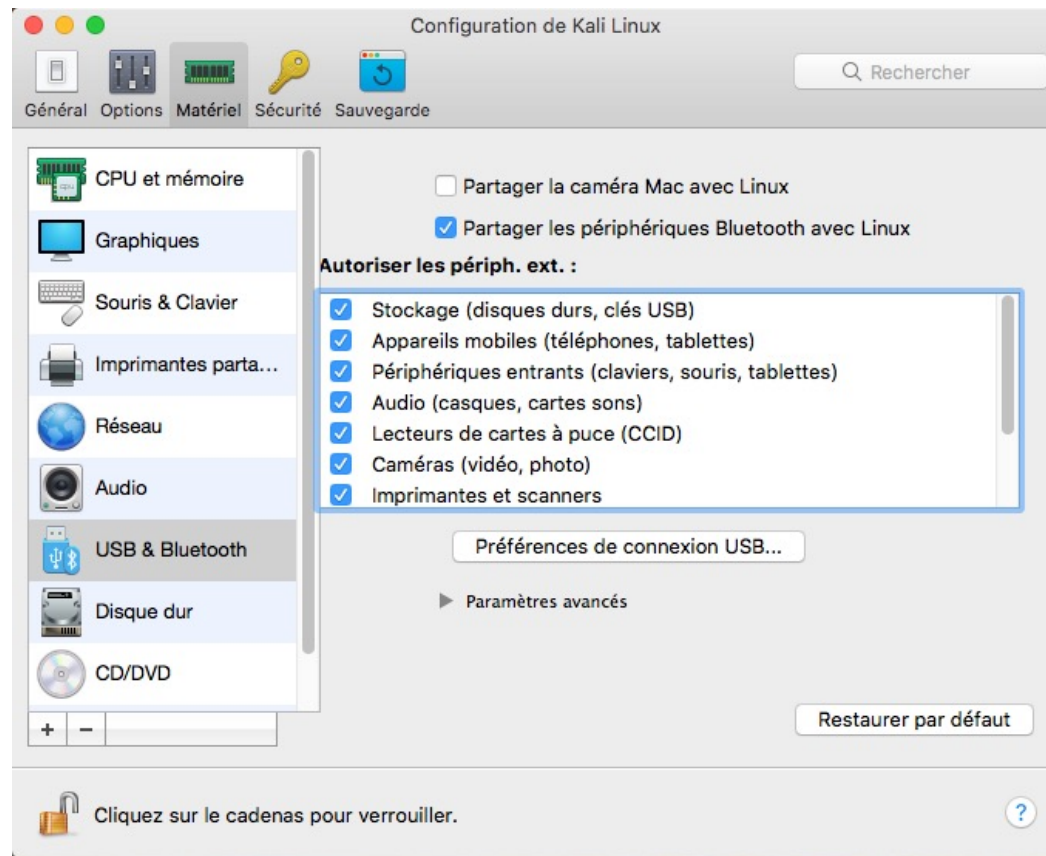 Configuration de Kali Linux
Général Options Matériel Sécurité Sauvegarde
Rechercher
CPU et mémoire
Graphiques
Souris & Clavier
Imprimantes parta...
Réseau
Audio
USB & Bluetooth
Disque dur
CD/DVD
Partager la caméra Mac avec Linux
Partager les périphériques Bluetooth avec Linux
Autoriser les périph. ext. :
Stockage (disques durs, clés USB)
Appareils mobiles (téléphones, tablettes)
Périphériques entrants (claviers, souris, tablettes)
Audio (casques, cartes sons)
Lecteurs de cartes à puce (CCID)
Caméras (vidéo, photo)
Imprimantes et scanners
Préférences de connexion USB...
Paramètres avancés
+ −
Restaurer par défaut
Cliquez sur le cadenas pour verrouiller.
?